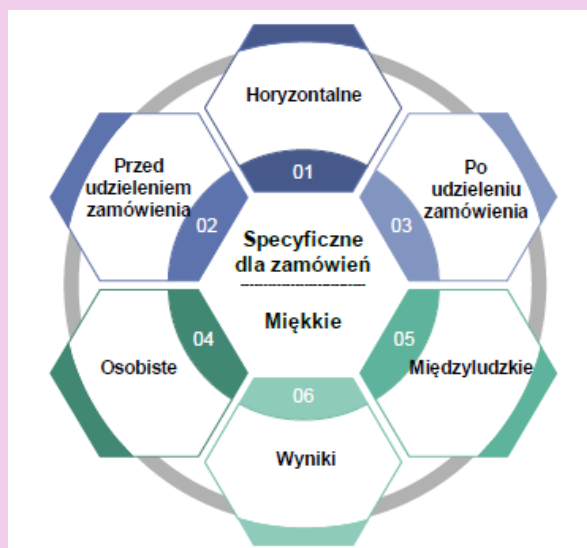 Horyzontalne
01
Przed
udzieleniem
zamówienia
02
Po
udzieleniu
zamówienia
03
Specyficzne
dla zamówień
Miękkie
04
Osobiste
05
Międzyludzkie
06
Wyniki